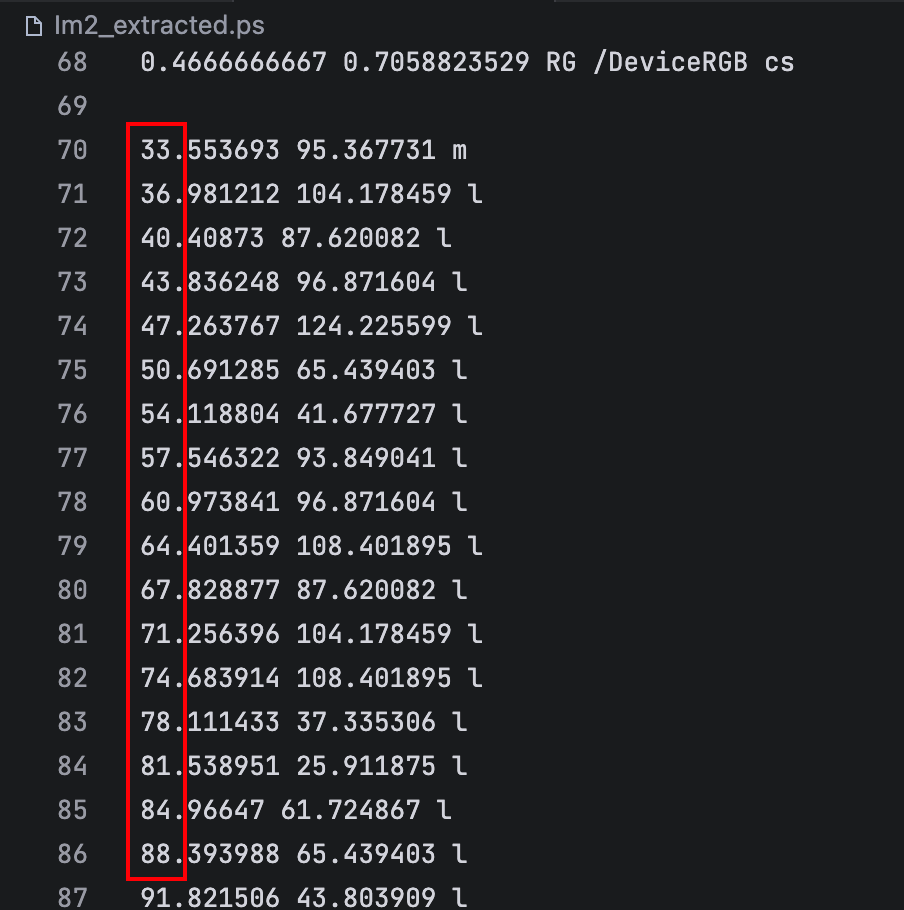 lm2_extracted.ps
68 0.4666666667 0.7058823529 RG /DeviceRGB cs
69
70 33.553693 95.367731 m
71 36.981212 104.178459 l
72 40.40873 87.620082 l
73 43.836248 96.871604 l
74 47.263767 124.225599 l
75 50.691285 65.439403 l
76 54.118804 41.677727 l
77 57.546322 93.849041 l
78 60.973841 96.871604 l
79 64.401359 108.401895 l
80 67.828877 87.620082 l
81 71.256396 104.178459 l
82 74.683914 108.401895 l
83 78.111433 37.335306 l
84 81.538951 25.911875 l
85 84.96647 61.724867 l
86 88.393988 65.439403 l
87 91.821506 43.803909 l